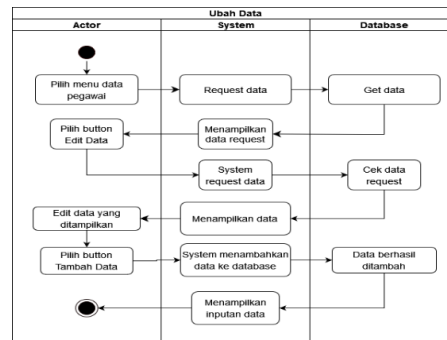 Ubah Data
Actor
System
Database
Pilih menu data
pegawai
Request data
Get data
Pilih button
Edit Data
Menampilkan
data request
System
request data
Cek data
request
Edit data yang
ditampilkan
Menampilkan data
Pilih button
Tambah Data
System menambahkan
data ke database
Data berhasil
ditambah
Menampilkan
inputan data